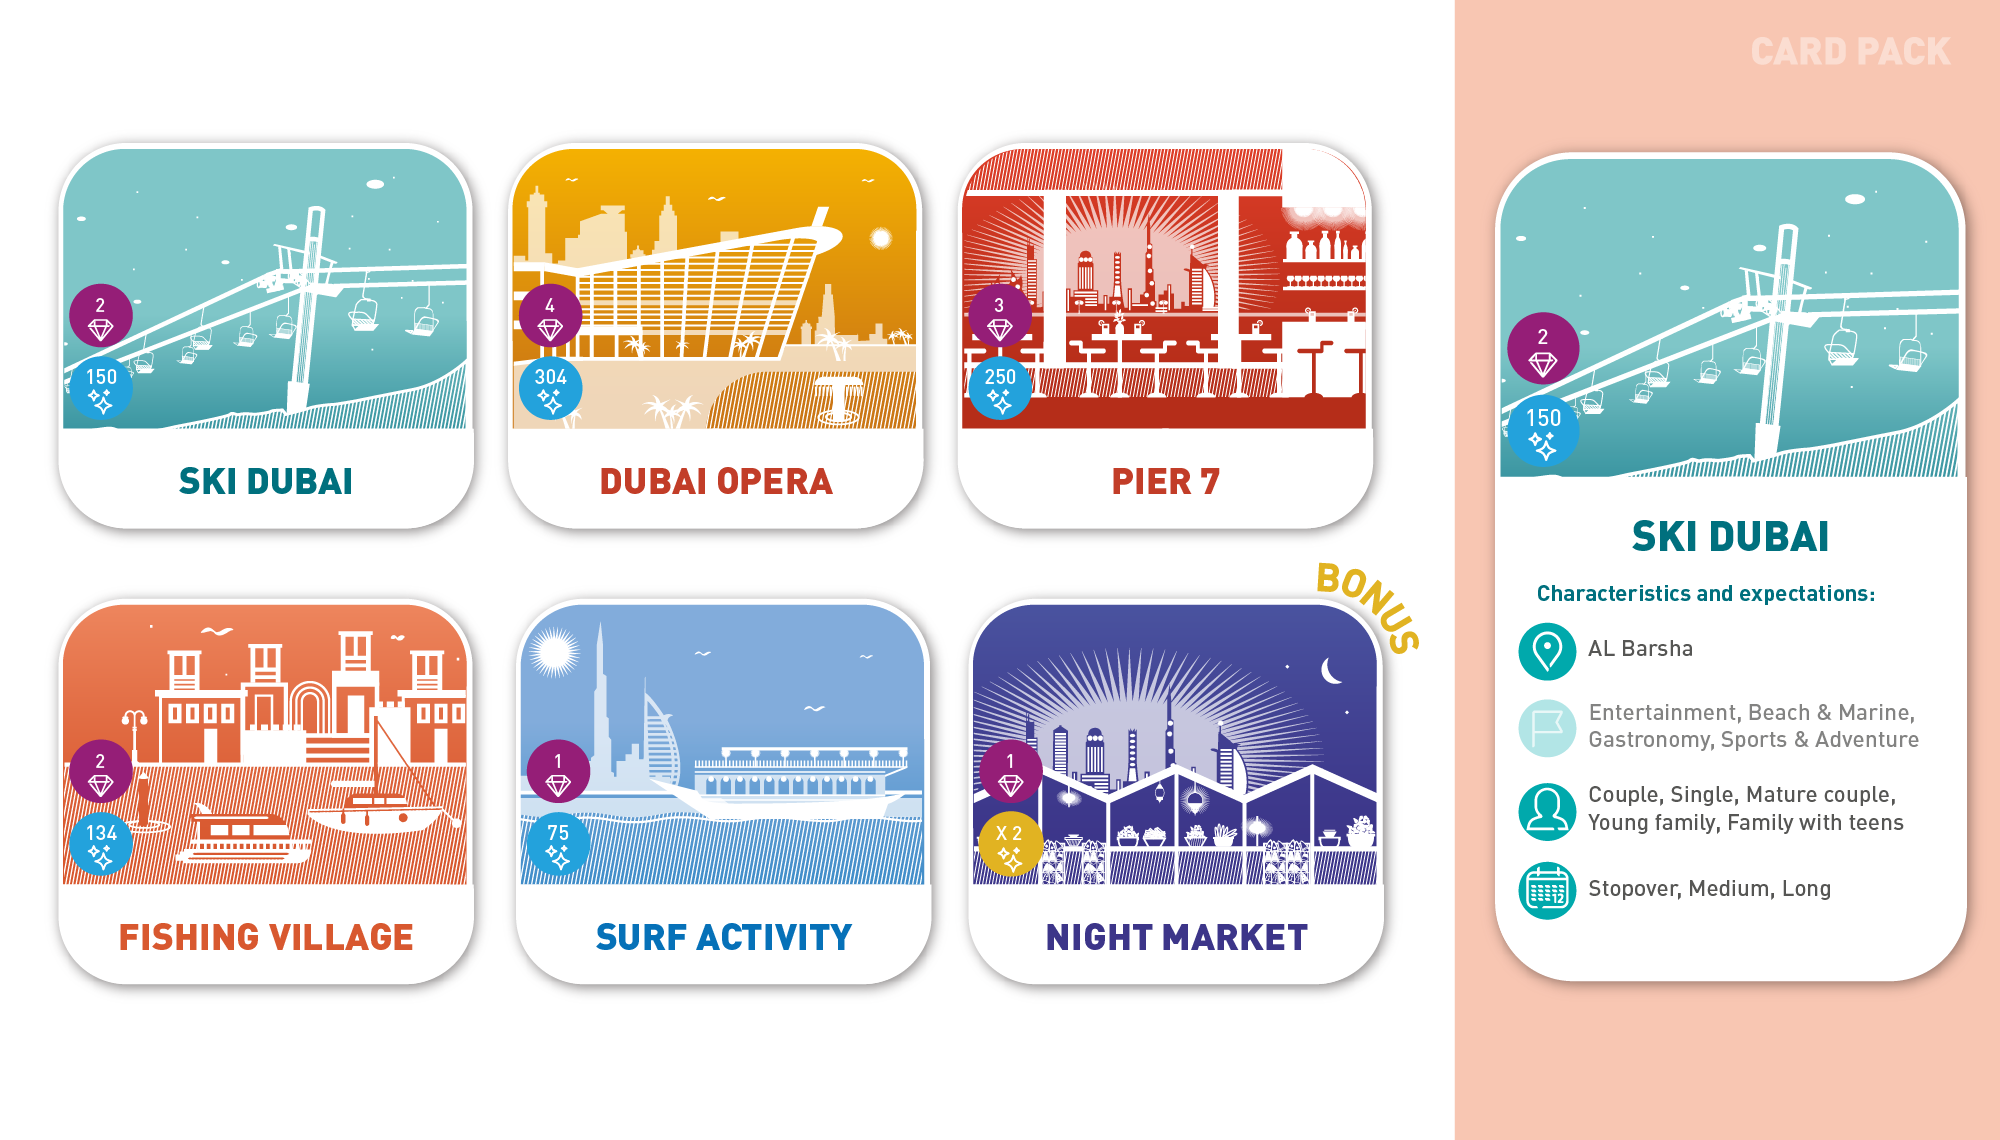 CARD PACK
2
150
SKI DUBAI
4
304
DUBAI OPERA
3
250
PIER 7
2
134
FISHING VILLAGE
1
75
SURF ACTIVITY
BONUS
1
X 2
NIGHT MARKET
2
150
SKI DUBAI
Characteristics and expectations:
AL Barsha
Entertainment, Beach & Marine,
Gastronomy, Sports & Adventure
Couple, Single, Mature couple,
Young family, Family with teens
12
Stopover, Medium, Long